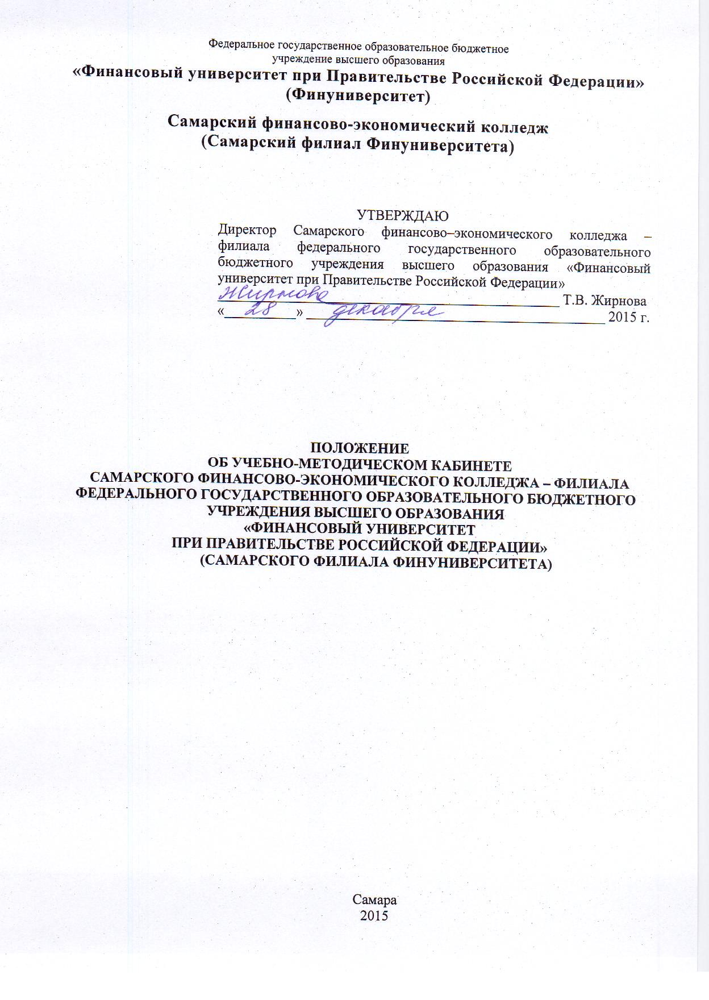 Федеральное государственное образовательное бюджетное
учреждение высшего образования
«Финансовый университет при Правительстве Российской Федерации»
(Финуниверситет)
Самарский финансово-экономический колледж
(Самарский филиал Финуниверситета)
УТВЕРЖДАЮ
Директор Самарского финансово–экономического колледжа –
филиала федерального государственного образовательного
бюджетного учреждения высшего образования «Финансовый
университет при Правительстве Российской Федерации»
Жирнова Т.В. Жирнова
«28» декабря 2015 г.
ПОЛОЖЕНИЕ
ОБ УЧЕБНО-МЕТОДИЧЕСКОМ КАБИНЕТЕ
САМАРСКОГО ФИНАНСОВО-ЭКОНОМИЧЕСКОГО КОЛЛЕДЖА – ФИЛИАЛА
ФЕДЕРАЛЬНОГО ГОСУДАРСТВЕННОГО ОБРАЗОВАТЕЛЬНОГО БЮДЖЕТНОГО
УЧРЕЖДЕНИЯ ВЫСШЕГО ОБРАЗОВАНИЯ
«ФИНАНСОВЫЙ УНИВЕРСИТЕТ
ПРИ ПРАВИТЕЛЬСТВЕ РОССИЙСКОЙ ФЕДЕРАЦИИ»
(САМАРСКОГО ФИЛИАЛА ФИНУНИВЕРСИТЕТА)
Самара
2015